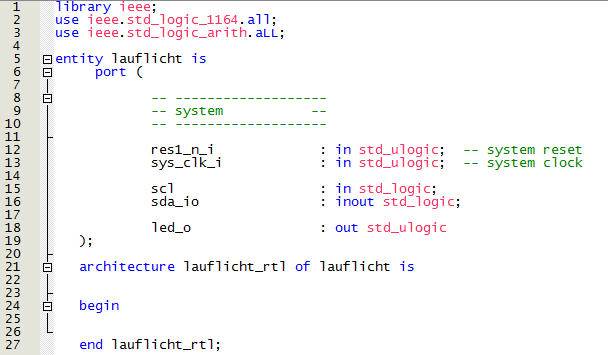 1 library ieee;
2 use ieee.std_logic_1164.all;
3 use ieee.std_logic_arith.aLL;
4
5 entity lauflicht is
6 port (
7
8 -- -------------------
9 -- system --
10 -- -------------------
11
12 res1_n_i : in std_ulogic; -- system reset
13 sys_clk_i : in std_ulogic; -- system clock
14
15 scl : in std_logic;
16 sda_io : inout std_logic;
17
18 led_o : out std_ulogic
19 );
20
21 architecture lauflicht_rtl of lauflicht is
22
23
24 begin
25
26
27 end lauflicht_rtl;